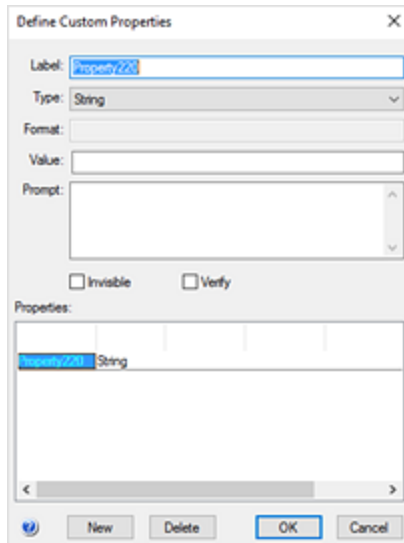 Define Custom Properties
Label: Property220
Type: String
Format:
Value:
Prompt:
Invisible Verify
Properties:
Property220 String
New Delete OK Cancel